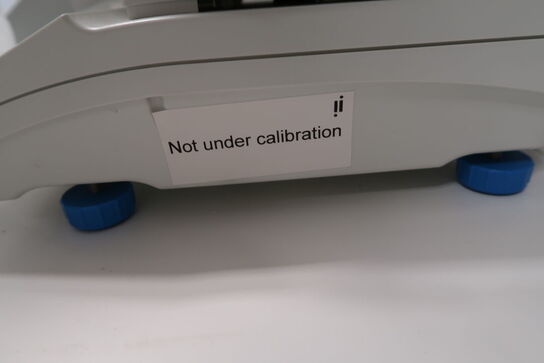 Not under calibration